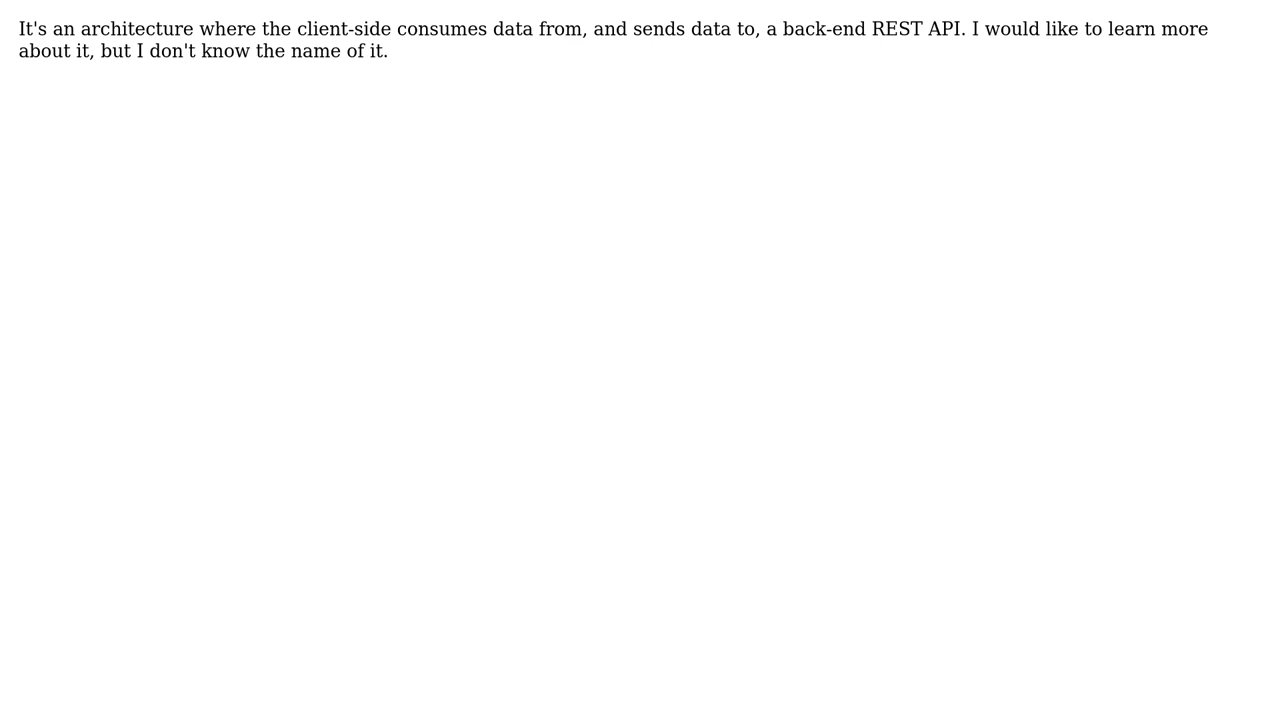 It's an architecture where the client-side consumes data from, and sends data to, a back-end REST API. I would like to learn more
about it, but I don't know the name of it.